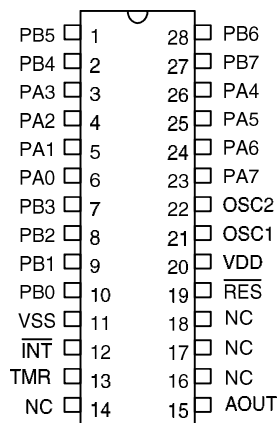 PB5 1 28 PB6
PB4 2 27 PB7
PA3 3 26 PA4
PA2 4 25 PA5
PA1 5 24 PA6
PA0 6 23 PA7
PB3 7 22 OSC2
PB2 8 21 OSC1
PB1 9 20 VDD
PB0 10 19 R̅E̅S̅
VSS 11 18 NC
I̅N̅T̅ 12 17 NC
TMR 13 16 NC
NC 14 15 AOUT